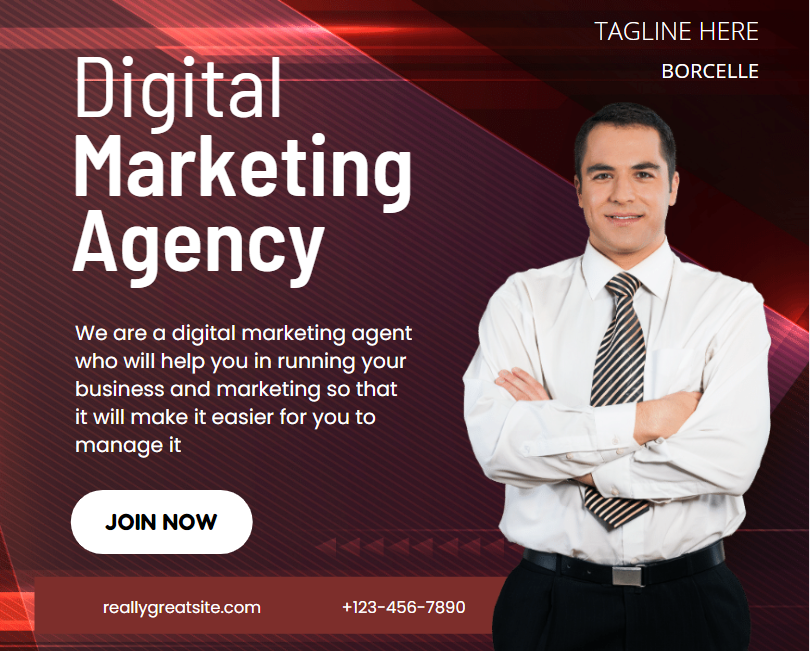 TAGLINE HERE
BORCELLE
Digital
Marketing
Agency
We are a digital marketing agent
who will help you in running your
business and marketing so that
it will make it easier for you to
manage it
JOIN NOW
reallygreatsite.com
+123-456-7890